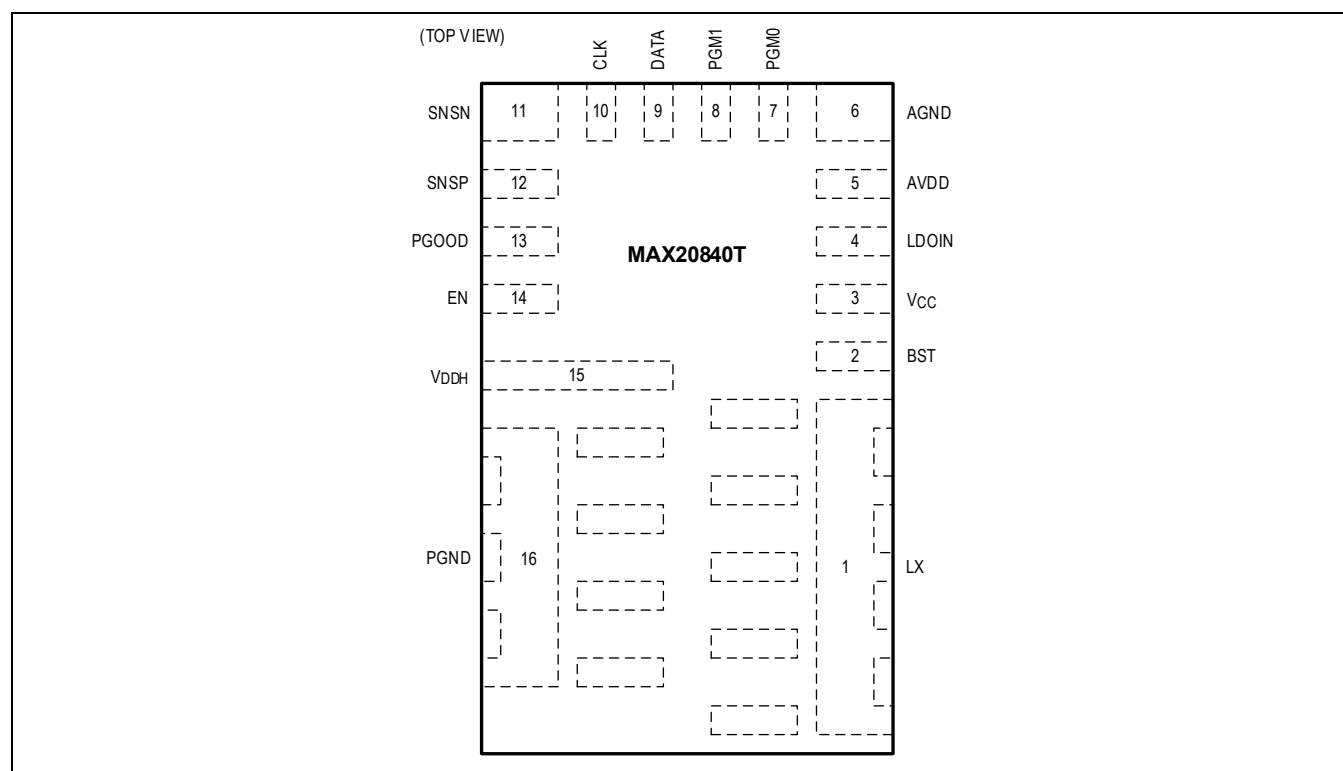 (TOP VIEW)
CLK
DATA
PGM1
PGM0
SNSN
11
10
9
8
7
6
AGND
SNSP
12
5
AVDD
PGOOD
13
MAX20840T
4
LDOIN
EN
14
3
VCC
2
BST
VDDH
15
PGND
16
1
LX